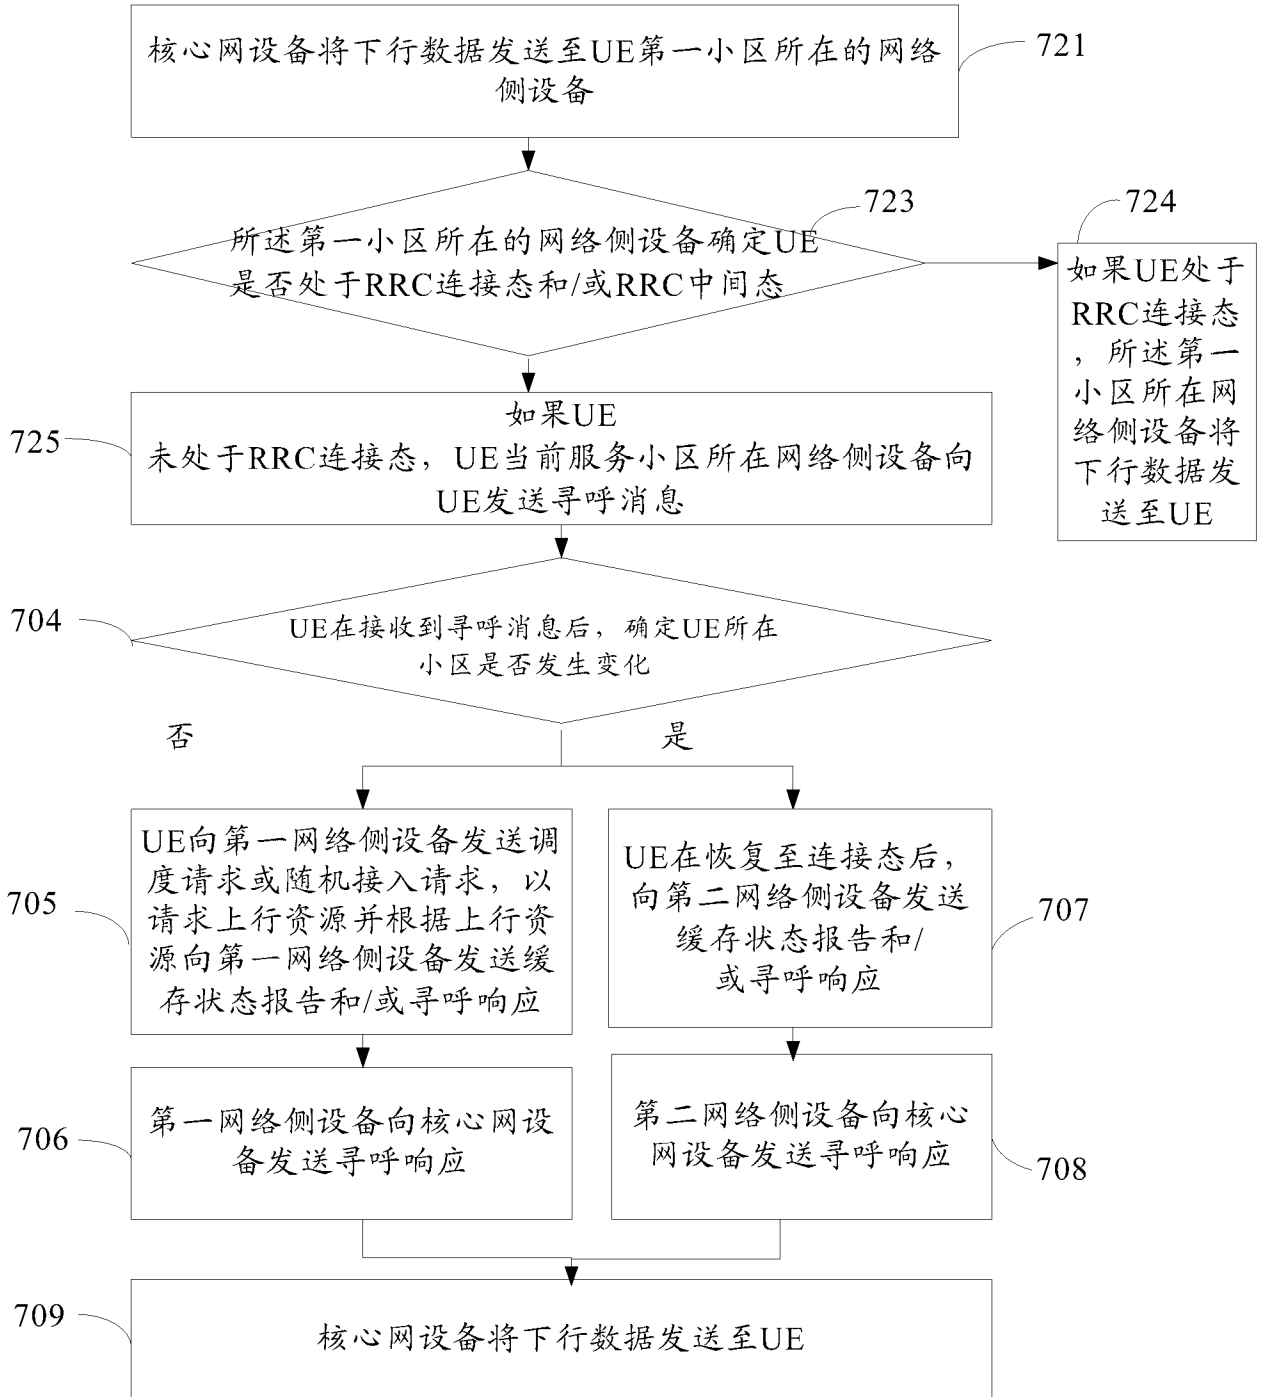 核心网设备将下行数据发送至UE第一小区所在的网络
侧设备
721
723
所述第一小区所在的网络侧设备确定UE
是否处于RRC连接态和/或RRC中间态
724
如果UE处于
RRC连接态
，所述第一
小区所在网
络侧设备将
下行数据发
送至UE
725
如果UE
未处于RRC连接态，UE当前服务小区所在网络侧设备向
UE发送寻呼消息
704
UE在接收到寻呼消息后，确定UE所在
小区是否发生变化
否
是
705
UE向第一网络侧设备发送调
度请求或随机接入请求，以
请求上行资源并根据上行资
源向第一网络侧设备发送缓
存状态报告和/或寻呼响应
UE在恢复至连接态后，
向第二网络侧设备发送
缓存状态报告和/
或寻呼响应
707
706
第一网络侧设备向核心网设
备发送寻呼响应
第二网络侧设备向核心
网设备发送寻呼响应
708
709
核心网设备将下行数据发送至UE